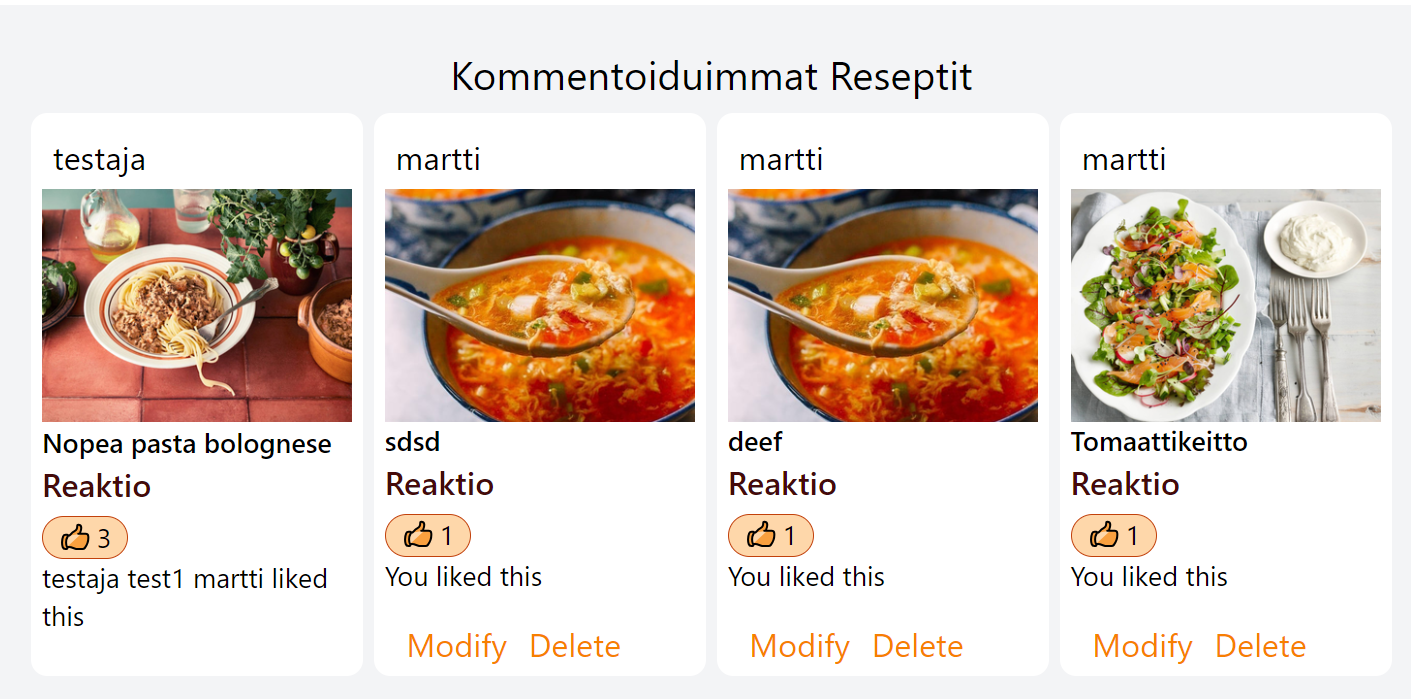 Kommentoiduimmat Reseptit
testaja
Nopea pasta bolognese
Reaktio
3
testaja test1 martti liked
this
martti
sdsd
Reaktio
1
You liked this
Modify Delete
martti
deef
Reaktio
1
You liked this
Modify Delete
martti
Tomaattikeitto
Reaktio
1
You liked this
Modify Delete